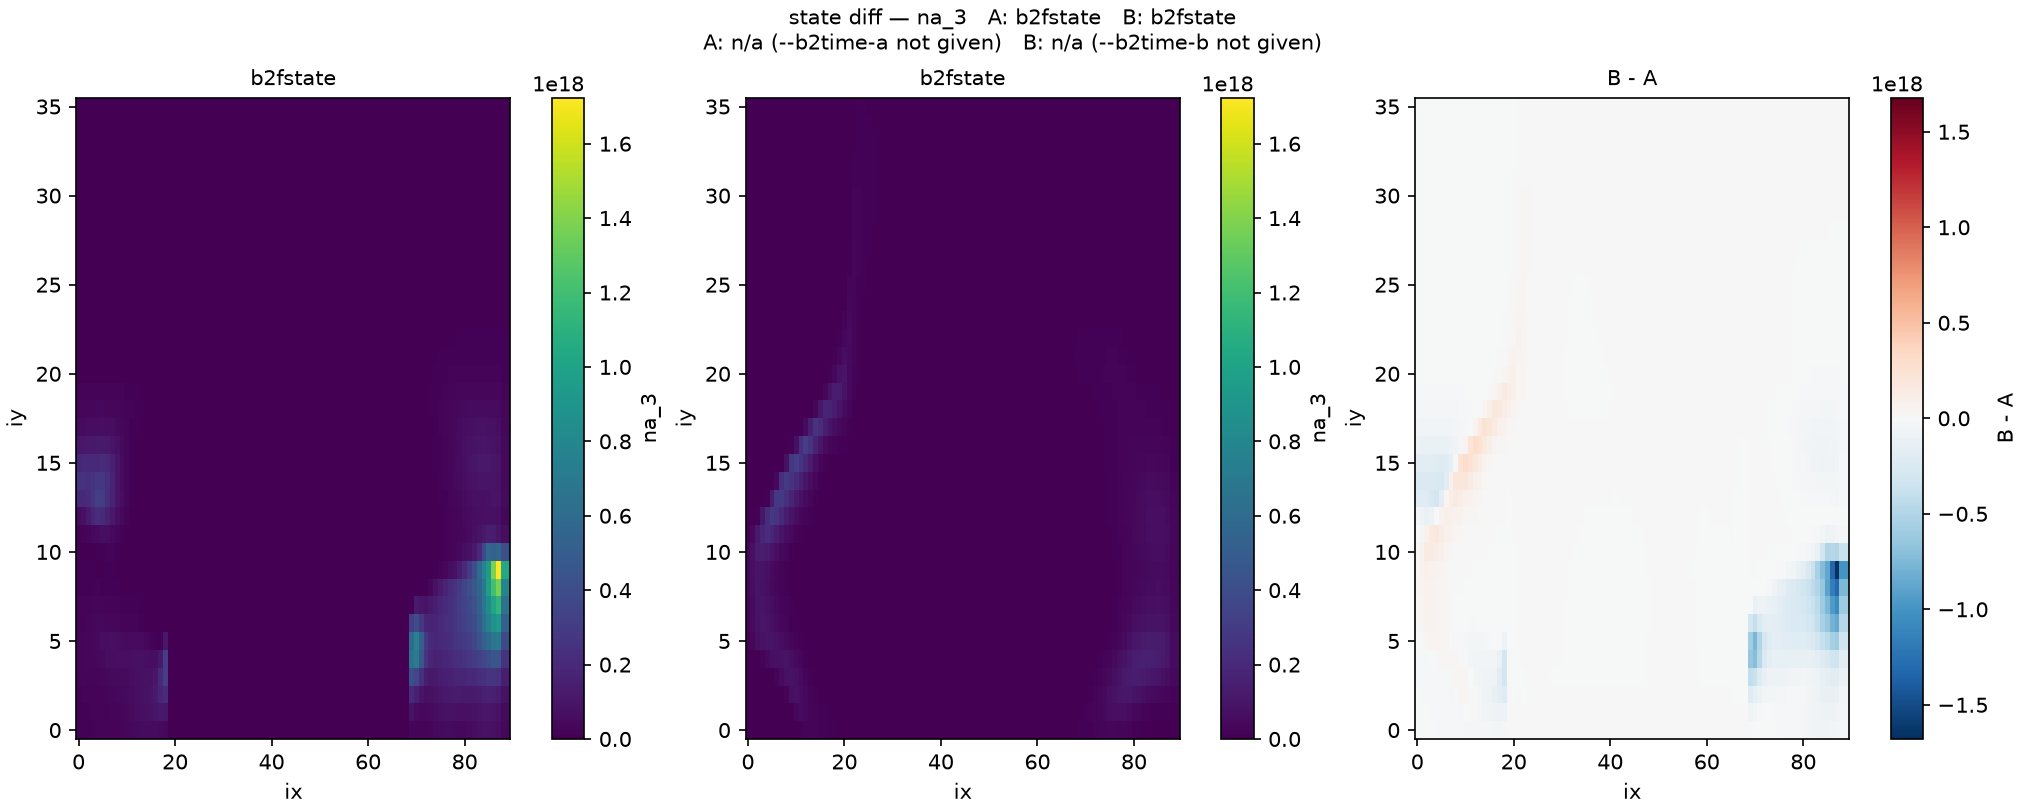 state diff — na_3   A: b2fstate   B: b2fstate
A: n/a (--b2time-a not given)   B: n/a (--b2time-b not given)
b2fstate
1e18
35
30
25
20
15
10
5
0
iy
0 20 40 60 80
ix
1.6
1.4
1.2
1.0
0.8
0.6
0.4
0.2
0.0
na_3
b2fstate
1e18
35
30
25
20
15
10
5
0
iy
0 20 40 60 80
ix
1.6
1.4
1.2
1.0
0.8
0.6
0.4
0.2
0.0
na_3
B - A
1e18
35
30
25
20
15
10
5
0
iy
0 20 40 60 80
ix
1.5
1.0
0.5
0.0
−0.5
−1.0
−1.5
B - A